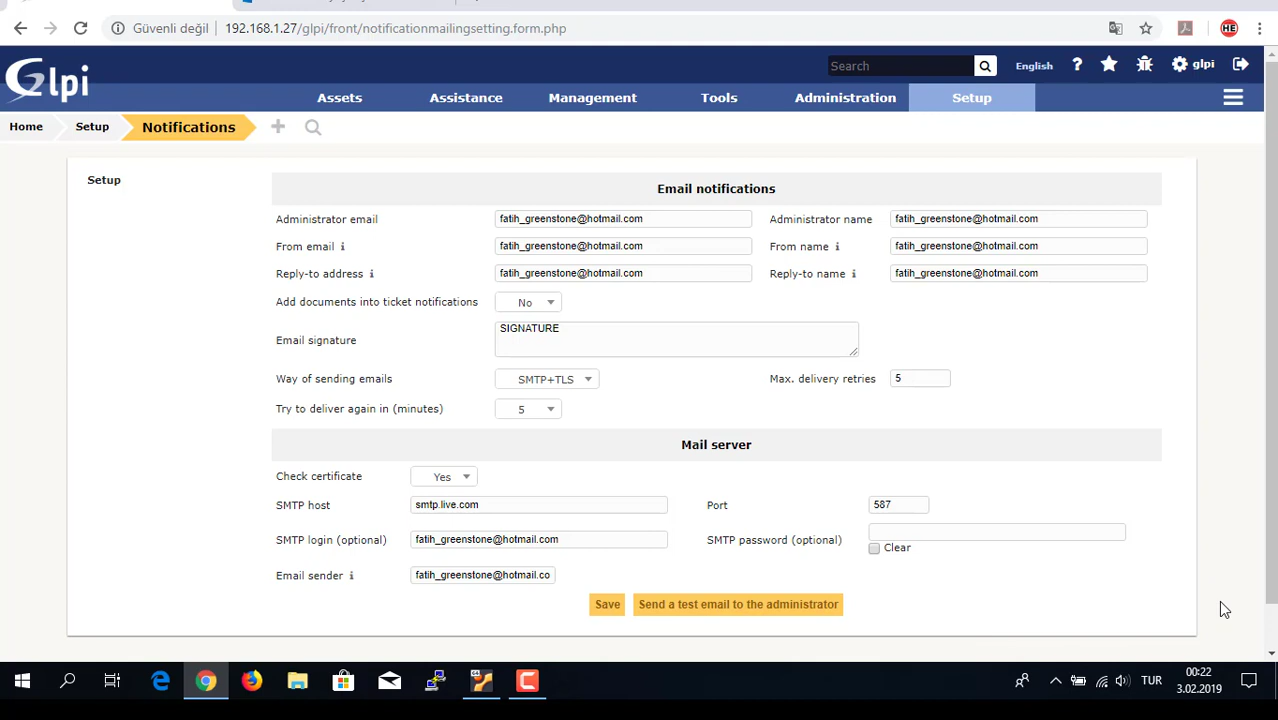 Güvenli değil 192.168.1.27/glpi/front/notificationmailingsetting.form.php
HE
Glpi
Search English ? glpi
Assets Assistance Management Tools Administration Setup
Home Setup Notifications
Setup
Email notifications
Administrator email fatih_greenstone@hotmail.com Administrator name fatih_greenstone@hotmail.com
From email fatih_greenstone@hotmail.com From name fatih_greenstone@hotmail.com
Reply-to address fatih_greenstone@hotmail.com Reply-to name fatih_greenstone@hotmail.com
Add documents into ticket notifications No
Email signature SIGNATURE
Way of sending emails SMTP+TLS Max. delivery retries 5
Try to deliver again in (minutes) 5
Mail server
Check certificate Yes
SMTP host smtp.live.com Port 587
SMTP login (optional) fatih_greenstone@hotmail.com SMTP password (optional)
Clear
Email sender fatih_greenstone@hotmail.co
Save Send a test email to the administrator
TUR 00:22
3.02.2019